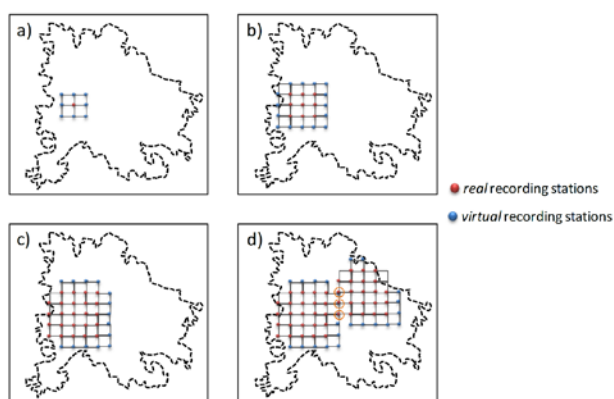 a)
b)
real recording stations
virtual recording stations
c)
d)